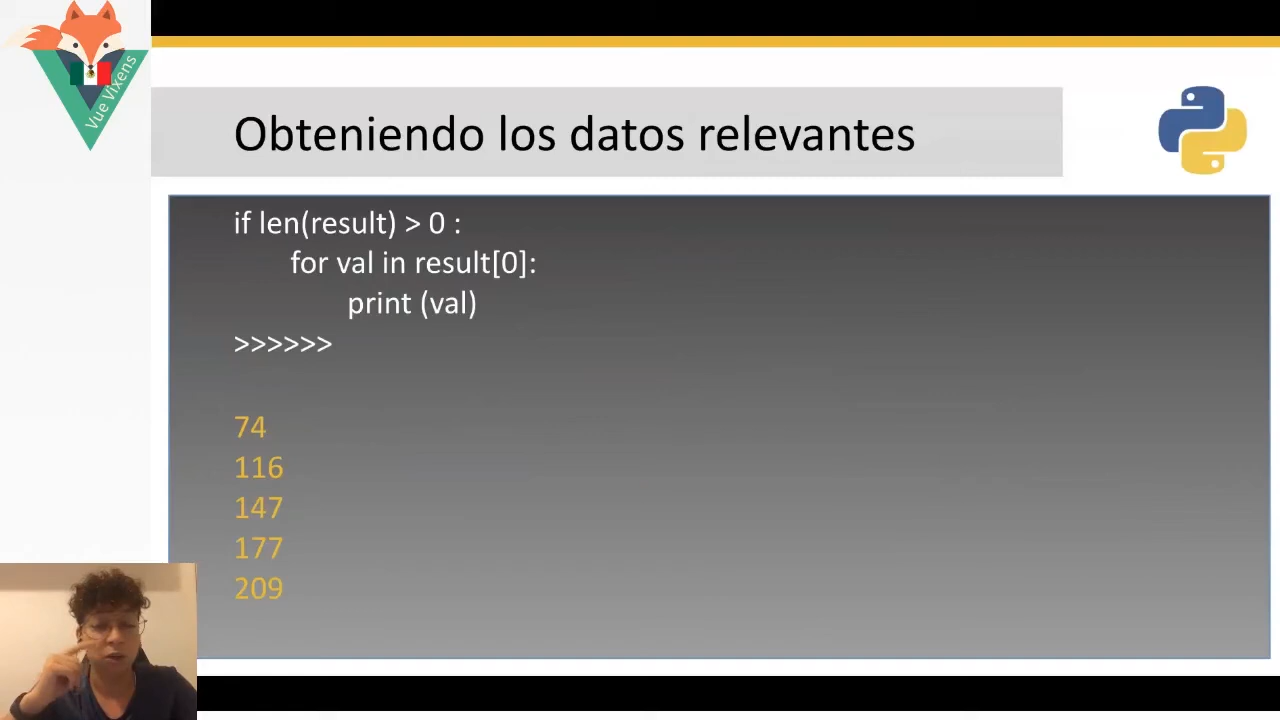 Vue Vixens
Obteniendo los datos relevantes
if len(result) > 0 :
for val in result[0]:
print (val)
>>>>>>
74
116
147
177
209